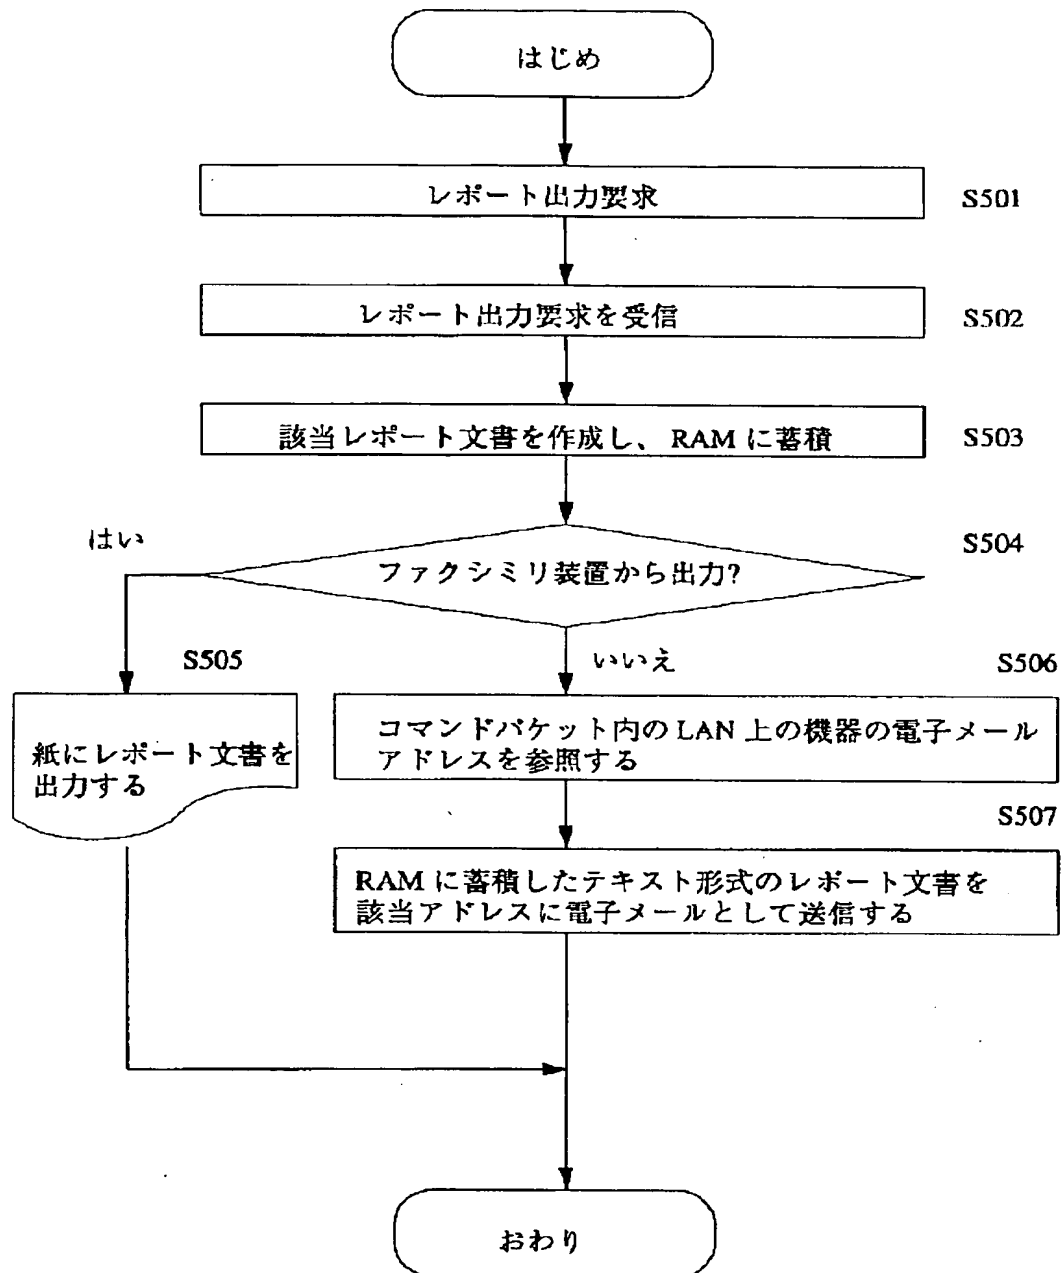 はじめ
レポート出力要求
S501
レポート出力要求を受信
S502
該当レポート文書を作成し、RAM に蓄積
S503
はい
S504
ファクシミリ装置から出力?
S505
いいえ
S506
紙にレポート文書を
出力する
コマンドパケット内の LAN 上の機器の電子メール
アドレスを参照する
S507
RAM に蓄積したテキスト形式のレポート文書を
該当アドレスに電子メールとして送信する
おわり